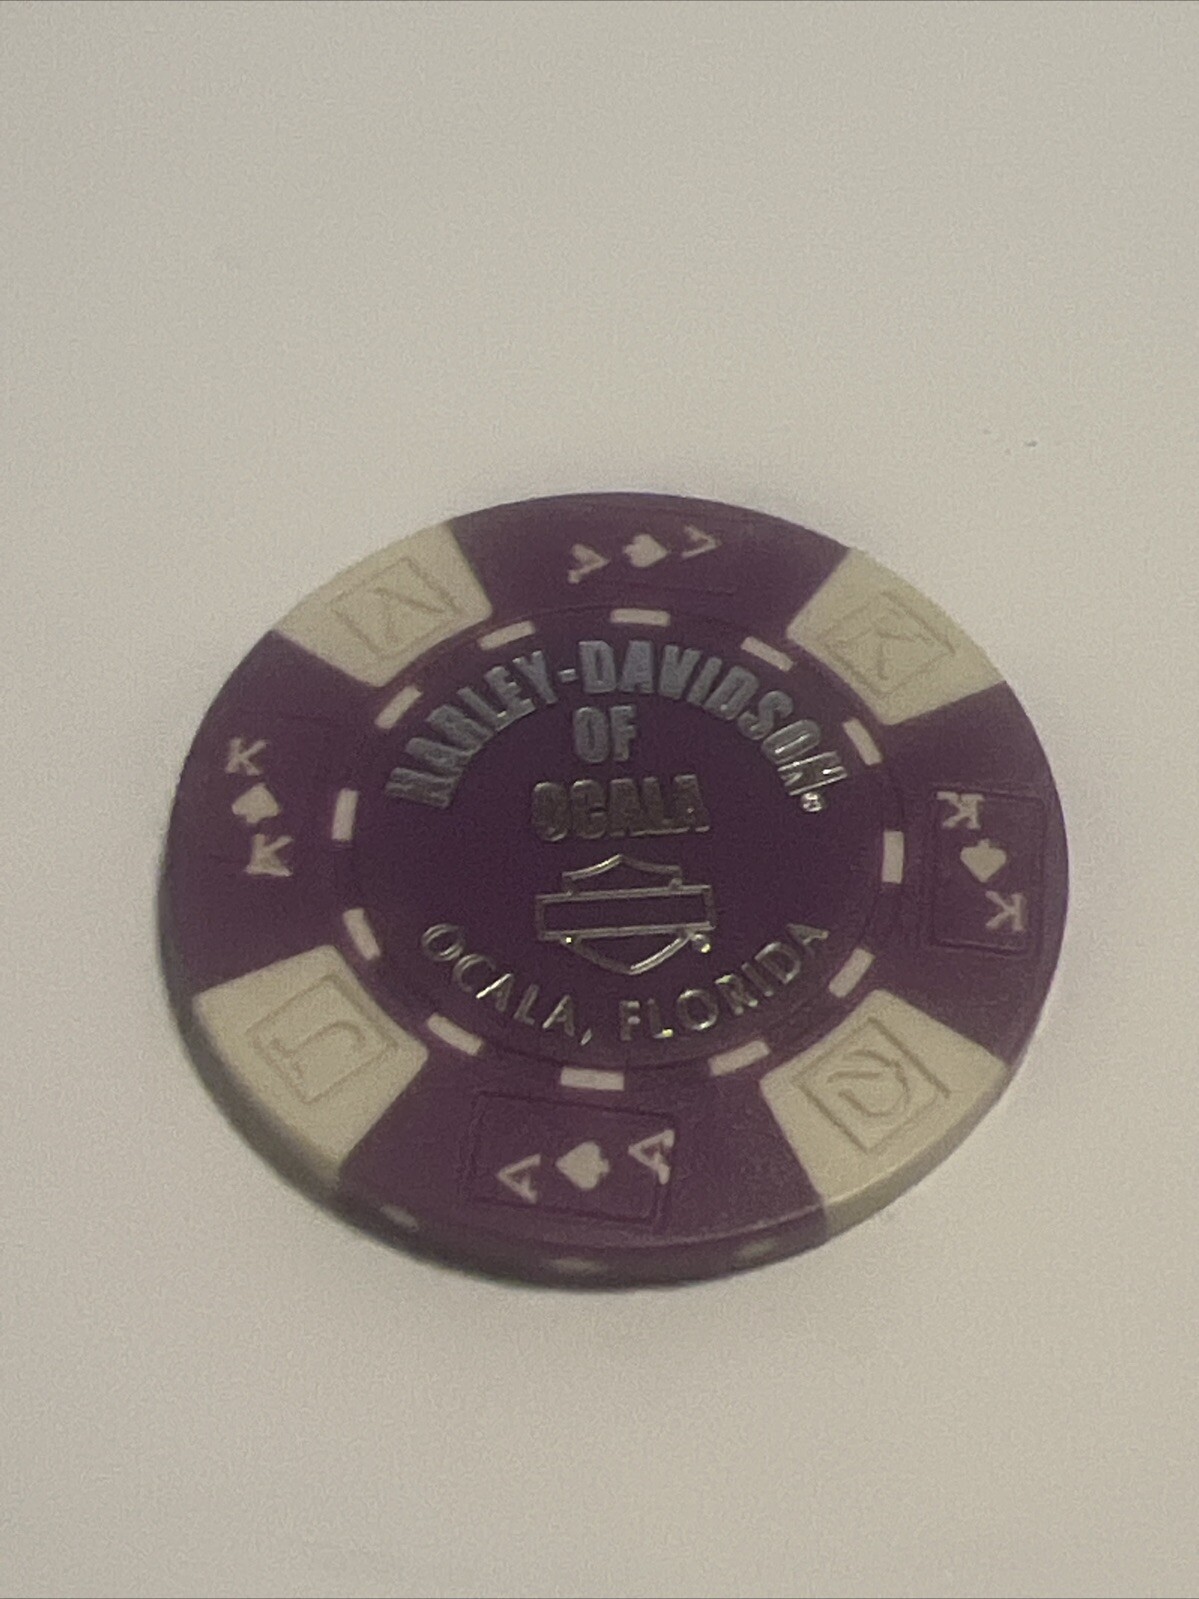 HARLEY-DAVIDSON®
OF
OCALA
OCALA, FLORIDA
A A
K
K K
K K
A
Q
J
A A